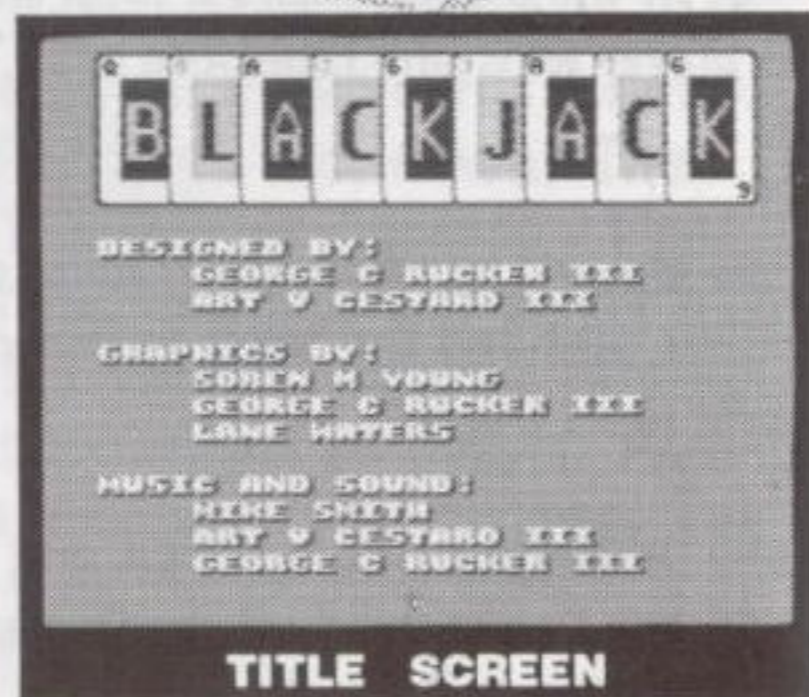 BLACKJACK
DESIGNED BY:
GEORGE C RUCKER III
ART V CESTARO III
GRAPHICS BY:
SOREN M YOUNG
GEORGE C RUCKER III
LANE WATERS
MUSIC AND SOUND:
MIKE SMITH
ART V CESTARO III
GEORGE C RUCKER III
TITLE SCREEN